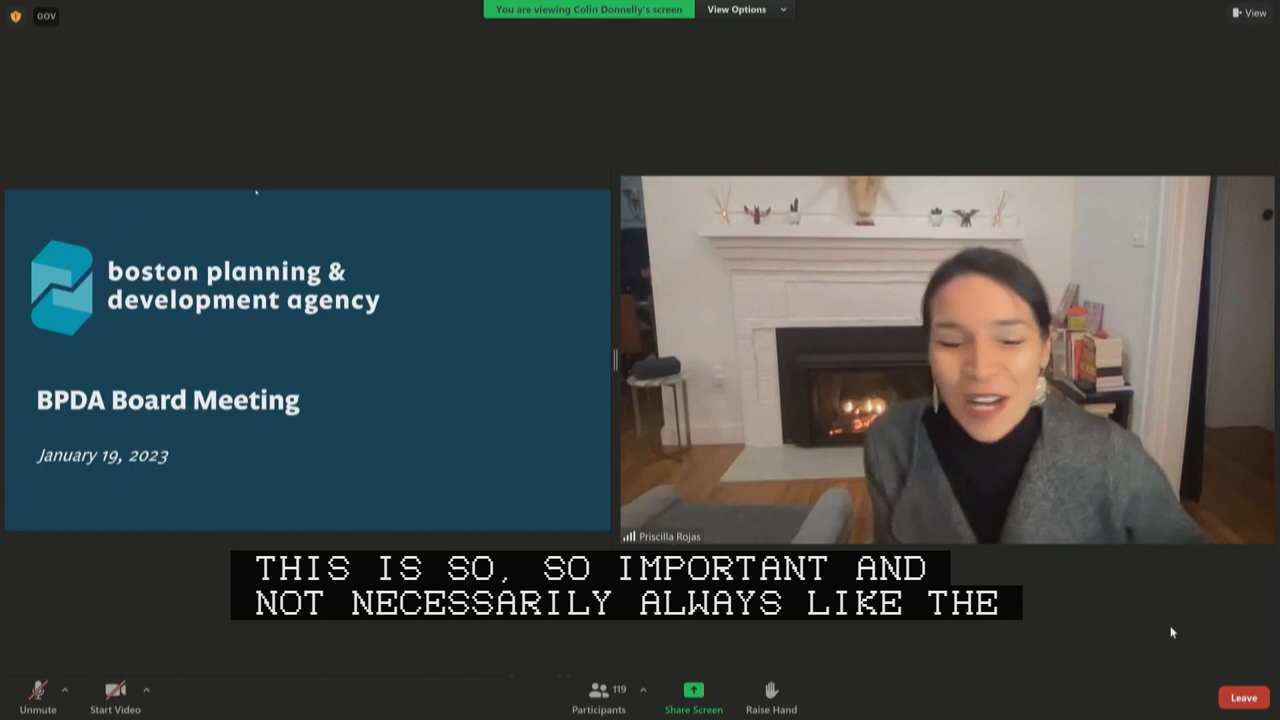 GOV
You are viewing Colin Donnelly's screen
View Options
View
boston planning &
development agency
BPDA Board Meeting
January 19, 2023
Priscilla Rojas
THIS IS SO, SO IMPORTANT AND
NOT NECESSARILY ALWAYS LIKE THE
Unmute
Start Video
119
Participants
Share Screen
Raise Hand
Leave